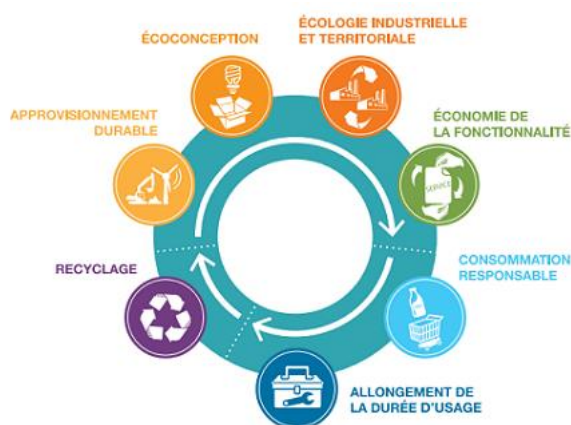 ÉCOCONCEPTION
ÉCOLOGIE INDUSTRIELLE
ET TERRITORIALE
APPROVISIONNEMENT
DURABLE
ÉCONOMIE DE
LA FONCTIONNALITÉ
SERVICE
RECYCLAGE
CONSOMMATION
RESPONSABLE
ALLONGEMENT DE
LA DURÉE D'USAGE